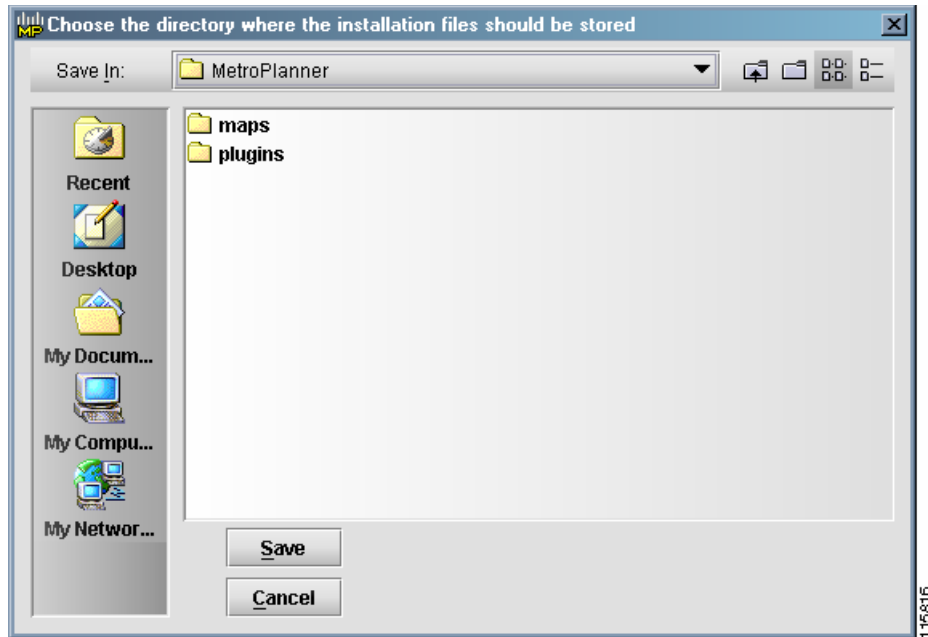 MP Choose the directory where the installation files should be stored
Save In:
MetroPlanner
maps
plugins
Recent
Desktop
My Docum...
My Compu...
My Networ...
Save
Cancel
115815